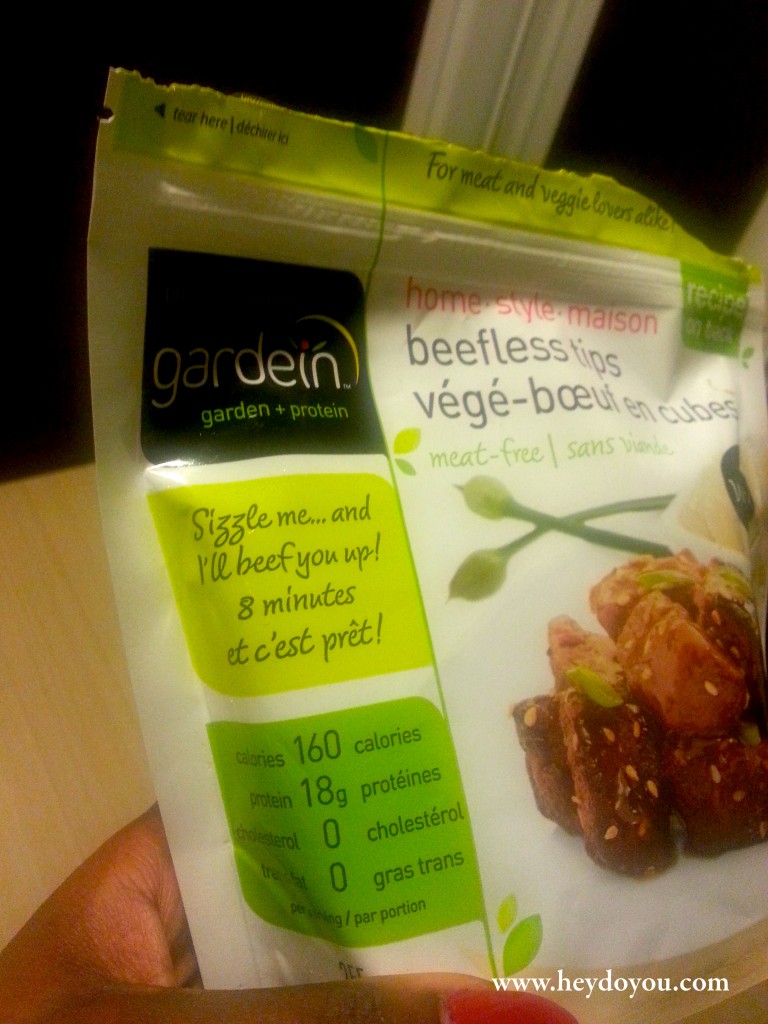 tear here | déchirer ici
For meat and veggie lovers alike!
gardein™
garden + protein
home·style·maison
beefless tips
végé-bœuf en cubes
meat-free | sans viande
recipe
Sizzle me... and
I'll beef you up!
8 minutes
et c'est prêt!
calories 160 calories
protein 18g protéines
cholesterol 0 cholestérol
trans fat 0 gras trans
per serving / par portion
www.heydoyou.com